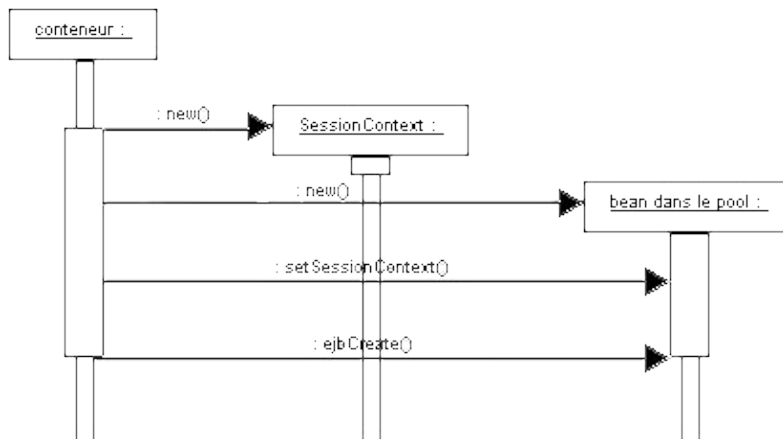 conteneur :
: new()
SessionContext :
: new()
bean dans le pool :
: setSessionContext()
: ejbCreate()